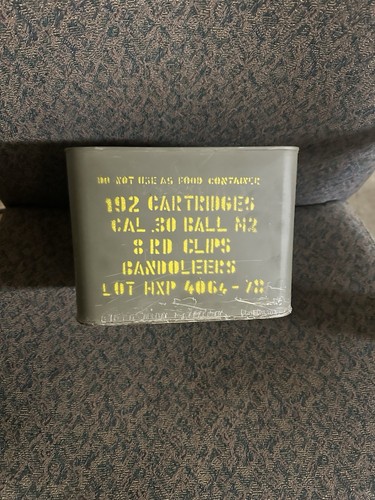 DO NOT USE AS FOOD CONTAINER
192 CARTRIDGES
CAL .30 BALL M2
8 RD CLIPS
BANDOLEERS
LOT HXP 4064-78